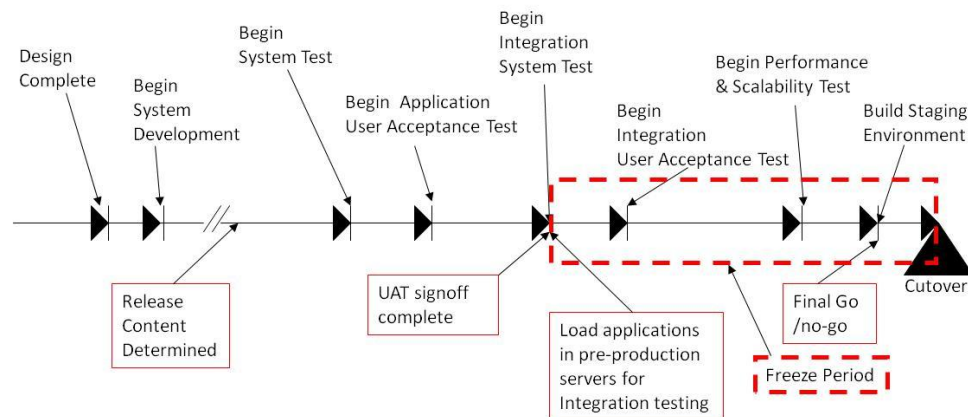 Design
Complete
Begin
System
Development
Begin
System Test
Begin Application
User Acceptance Test
Begin
Integration
System Test
Begin
Integration
User Acceptance Test
Begin Performance
& Scalability Test
Build Staging
Environment
Release
Content
Determined
UAT signoff
complete
Load applications
in pre-production
servers for
Integration testing
Final Go
/no-go
Freeze Period
Cutover